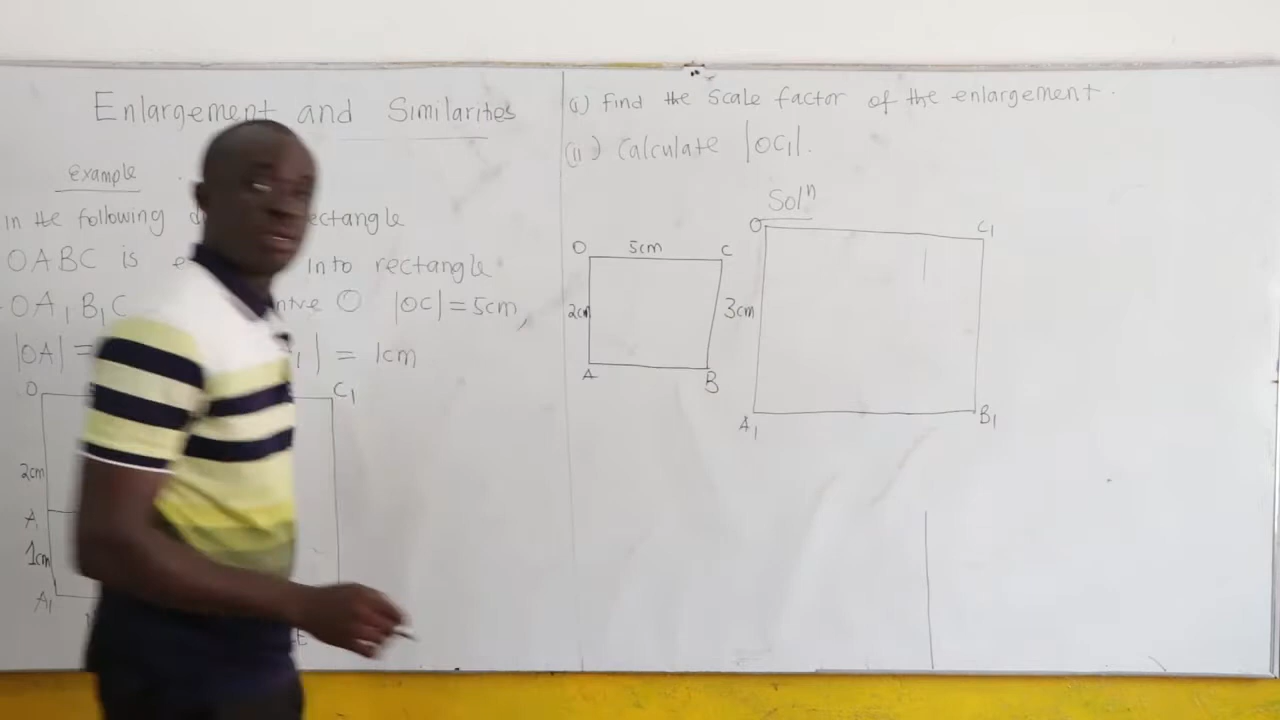 Enlargement and Similarites
Example
in the following rectangle
OABC is into rectangle
OA1B1C O |OC| = 5cm,
|OA| = | = 1cm
O C1
2cm
A
1cm
A1
(i) Find the scale factor of the enlargement.
(ii) Calculate |OC1|.
Solⁿ
O 5cm C
2cm
A B
O C1
3cm
A1 B1